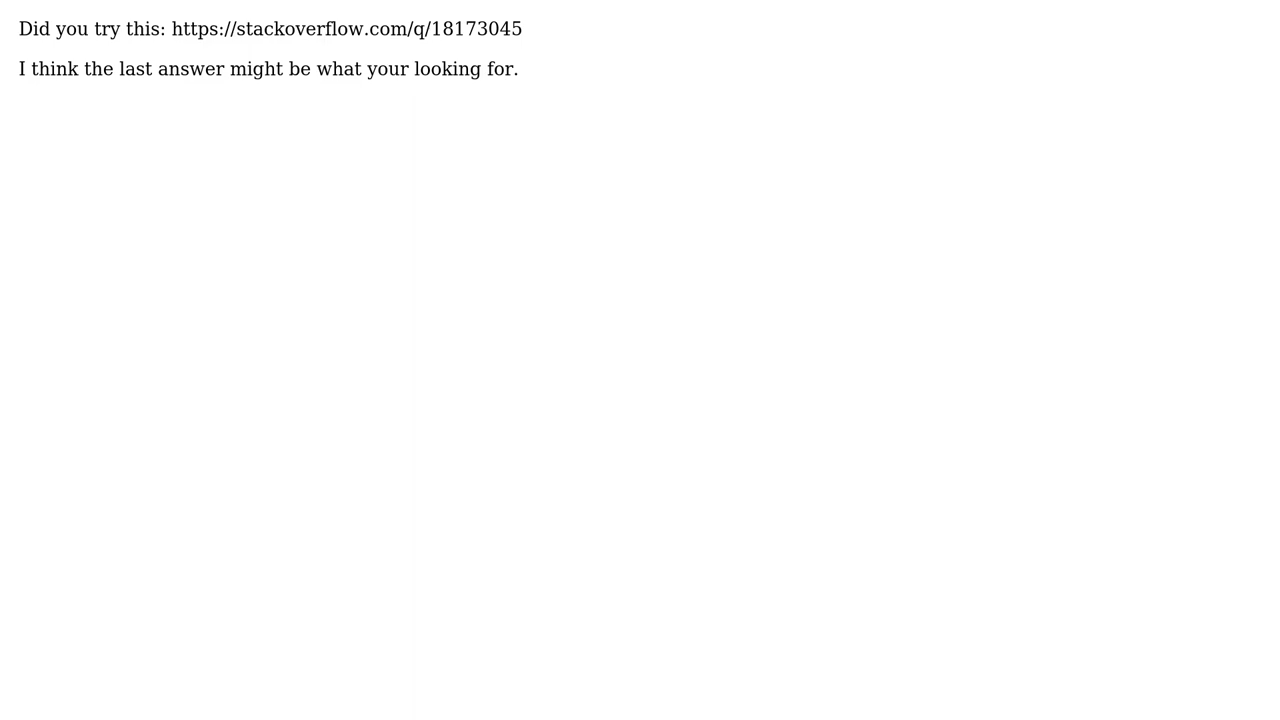 Did you try this: https://stackoverflow.com/q/18173045
I think the last answer might be what your looking for.